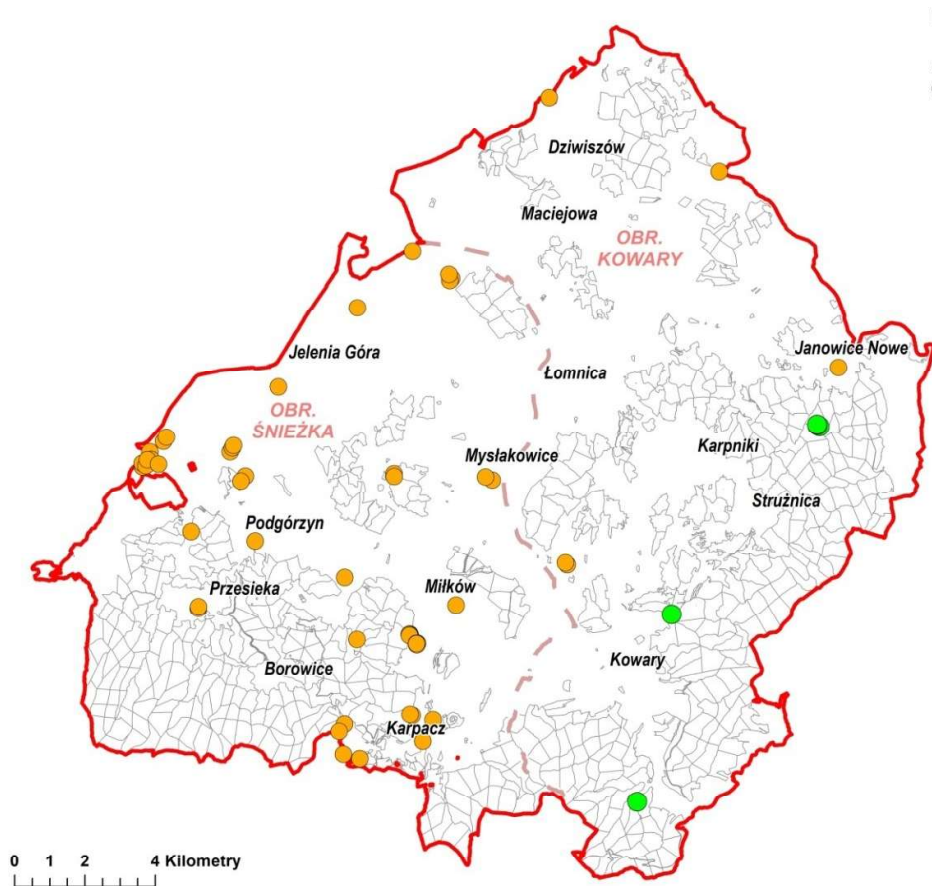 Dziwiszów
Maciejowa
OBR.
KOWARY
Jelenia Góra
Janowice Nowe
Łomnica
OBR.
ŚNIEŻKA
Karpniki
Mysłakowice
Strużnica
Podgórzyn
Przesieka
Miłków
Borowice
Kowary
Karpacz
0 1 2 4 Kilometry